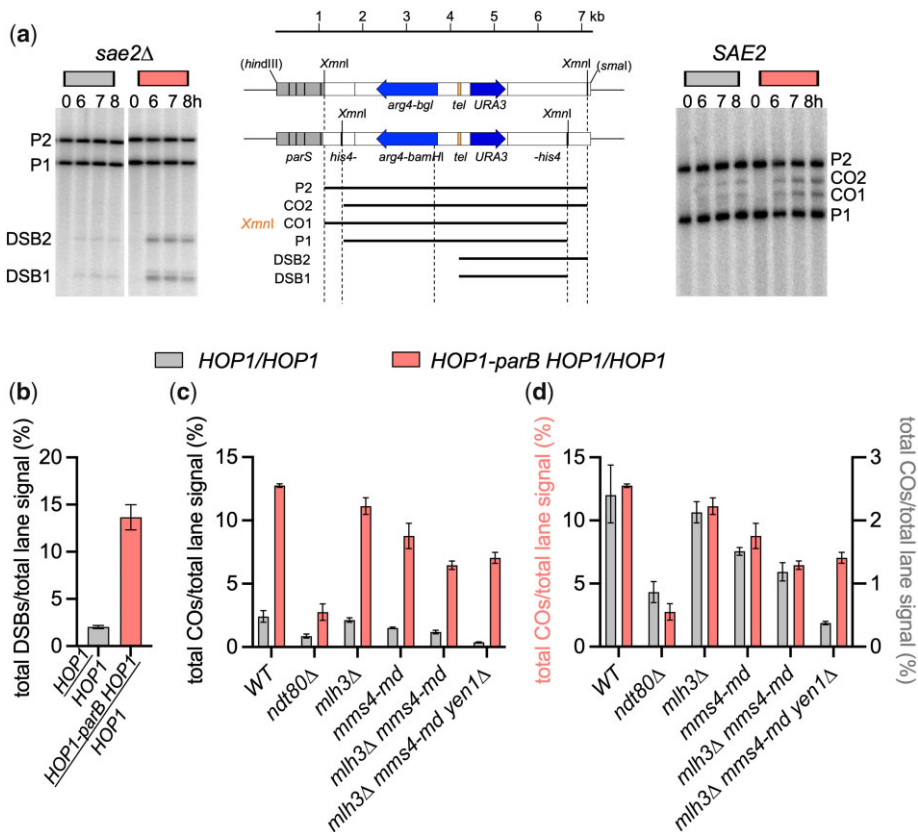 (a)
sae2Δ
0 6 7 8 0 6 7 8h
P2
P1
DSB2
DSB1
1 2 3 4 5 6 7 kb
(hindIII) XmnI XmnI (smaI)
arg4-bgl tel URA3
XmnI XmnI
parS his4- arg4-bamHI tel URA3 -his4
P2
CO2
XmnI CO1
P1
DSB2
DSB1
SAE2
0 6 7 8 0 6 7 8h
P2
CO2
CO1
P1
HOP1/HOP1 HOP1-parB HOP1/HOP1
(b)
total DSBs/total lane signal (%)
20
15
10
5
0
HOP1
HOP1
HOP1-parB HOP1
HOP1
(c)
total COs/total lane signal (%)
15
10
5
0
WT
ndt80Δ
mlh3Δ
mms4-md
mlh3Δ mms4-md
mlh3Δ mms4-md yen1Δ
(d)
total COs/total lane signal (%)
15
10
5
0
total COs/total lane signal (%)
3
2
1
0
WT
ndt80Δ
mlh3Δ
mms4-md
mlh3Δ mms4-md
mlh3Δ mms4-md yen1Δ